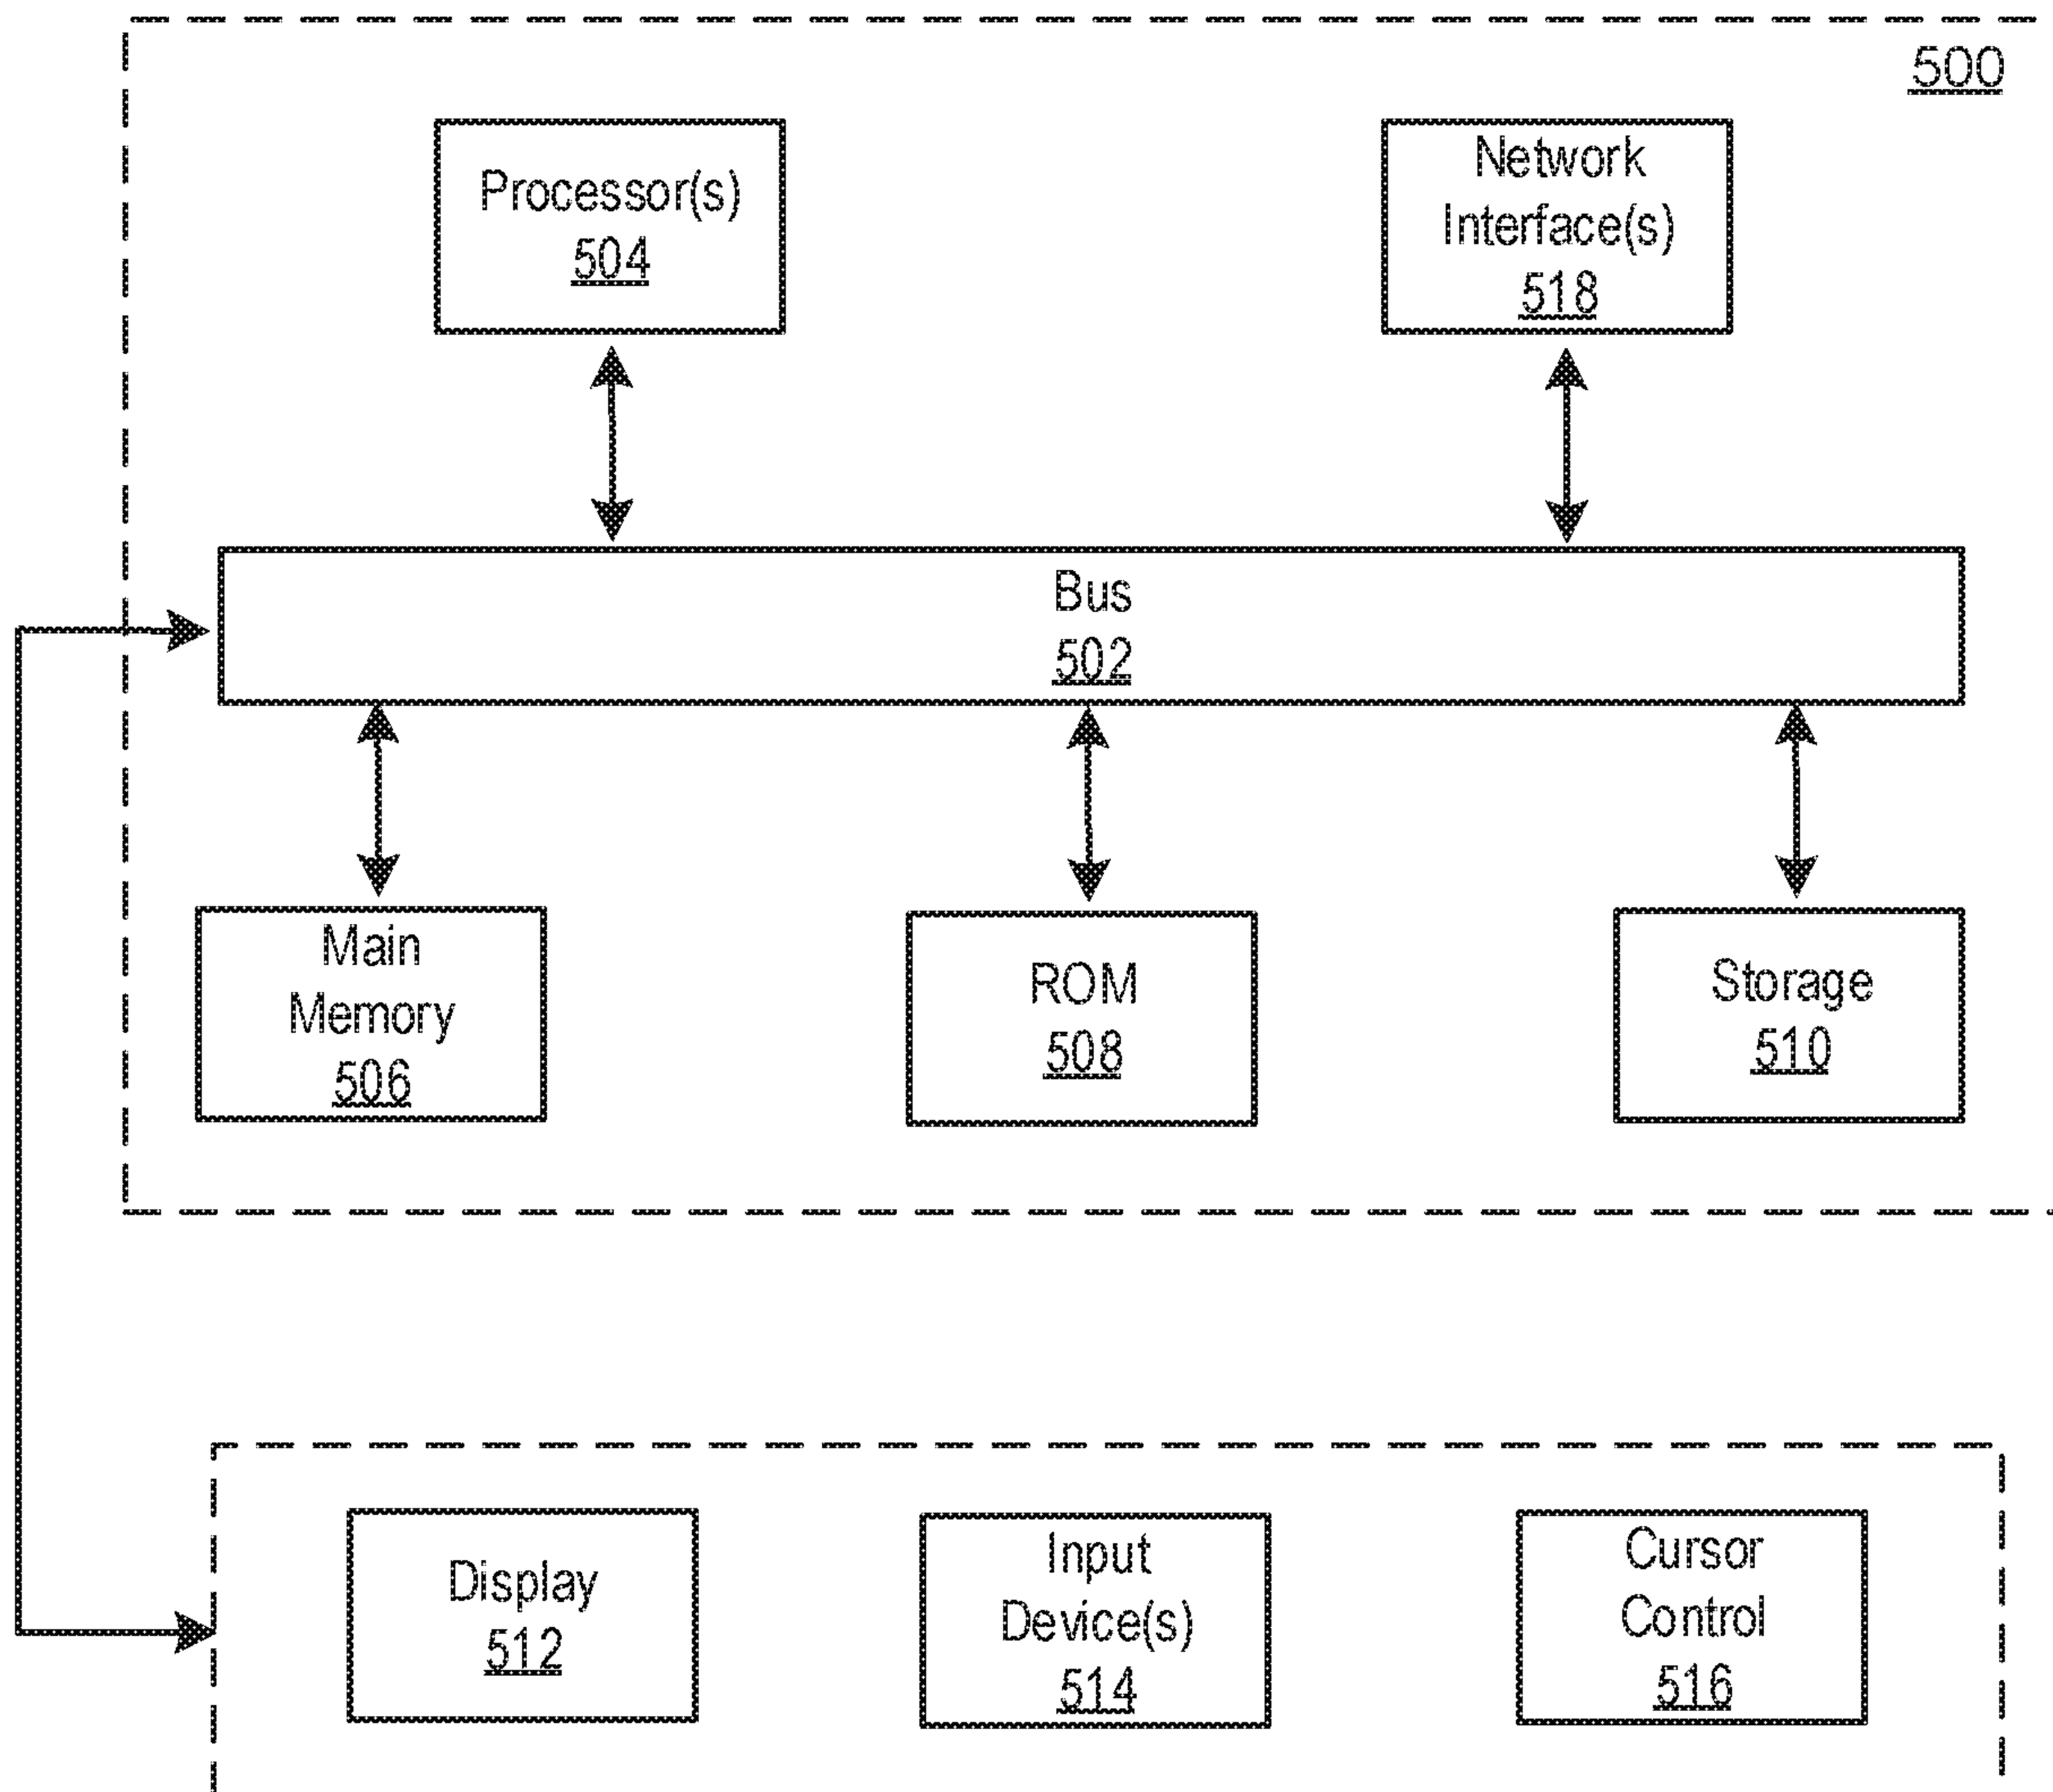 500
Processor(s)
504
Network
Interface(s)
518
Bus
502
Main
Memory
506
ROM
508
Storage
510
Display
512
Input
Device(s)
514
Cursor
Control
516